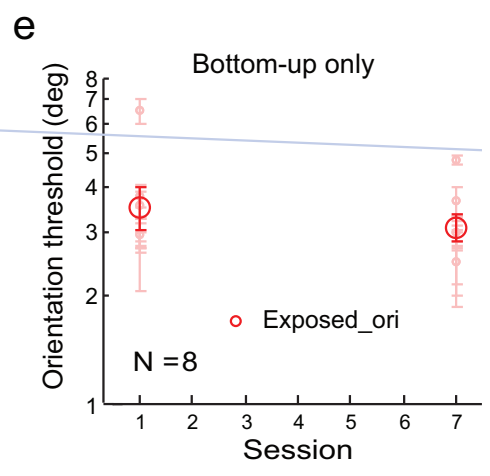 e
Bottom-up only
Orientation threshold (deg)
8
7
6
5
4
3
2
1
Exposed_ori
N =8
1 2 3 4 5 6 7
Session